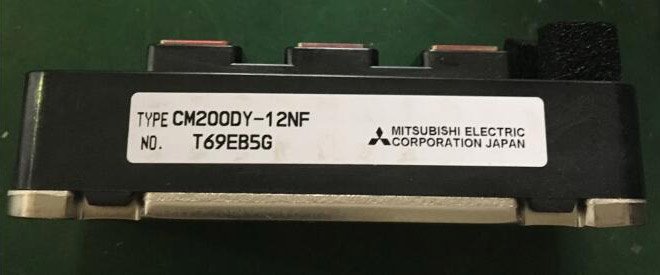 TYPE CM200DY-12NF
NO. T69EB5G
MITSUBISHI ELECTRIC
CORPORATION JAPAN